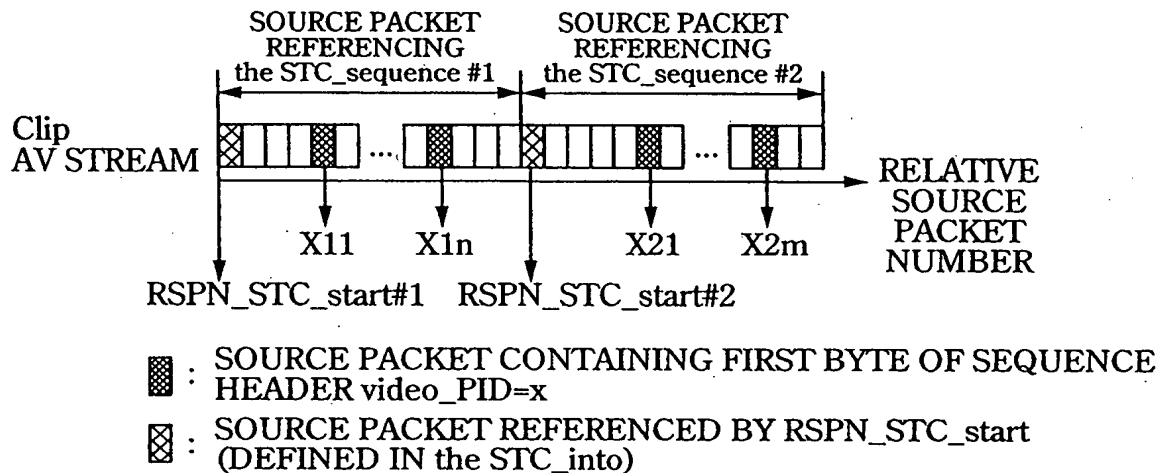 SOURCE PACKET
REFERENCING
the STC_sequence #1
SOURCE PACKET
REFERENCING
the STC_sequence #2
Clip
AV STREAM
...
...
RELATIVE
SOURCE
PACKET
NUMBER
X11
X1n
X21
X2m
RSPN_STC_start#1
RSPN_STC_start#2
: SOURCE PACKET CONTAINING FIRST BYTE OF SEQUENCE
HEADER video_PID=x
: SOURCE PACKET REFERENCED BY RSPN_STC_start
(DEFINED IN the STC_into)